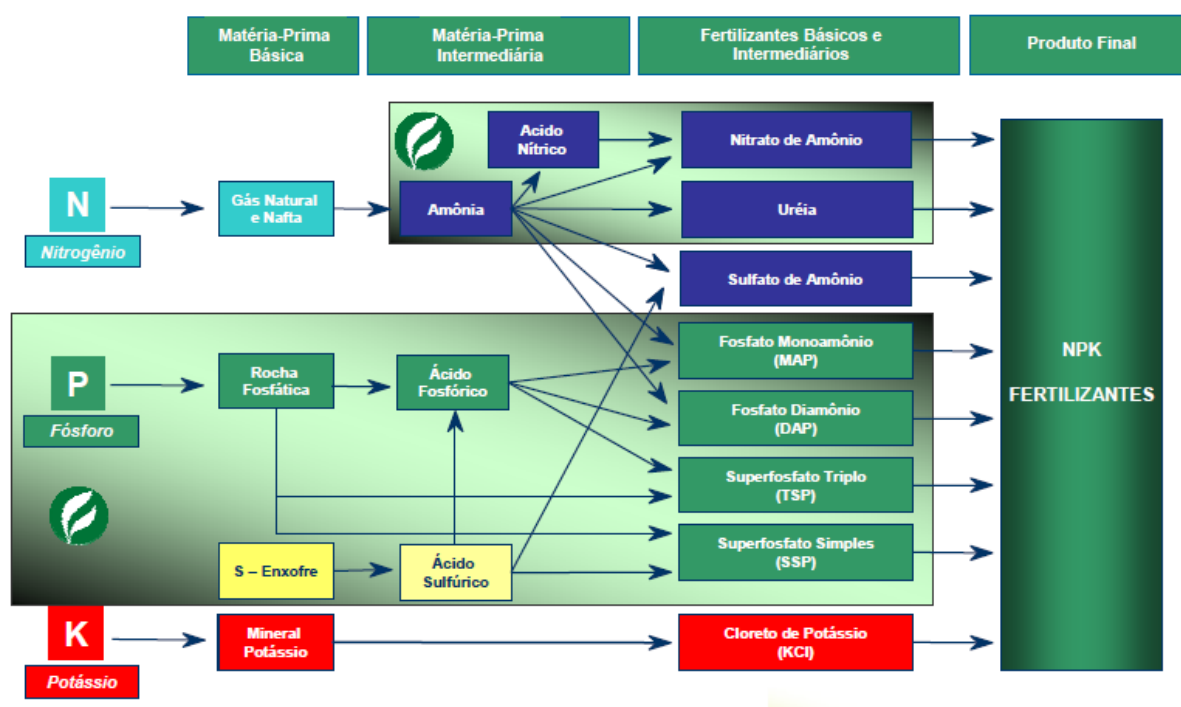 Matéria-Prima
Básica
Matéria-Prima
Intermediária
Fertilizantes Básicos e
Intermediários
Produto Final
Acido
Nítrico
Nitrato de Amônio
N
Nitrogênio
Gás Natural
e Nafta
Amônia
Uréia
Sulfato de Amônio
P
Fósforo
Rocha
Fosfática
Ácido
Fosfórico
Fosfato Monoamônio
(MAP)
Fosfato Diamônio
(DAP)
Superfosfato Triplo
(TSP)
S – Enxofre
Ácido
Sulfúrico
Superfosfato Simples
(SSP)
K
Potássio
Mineral
Potássio
Cloreto de Potássio
(KCl)
NPK
FERTILIZANTES